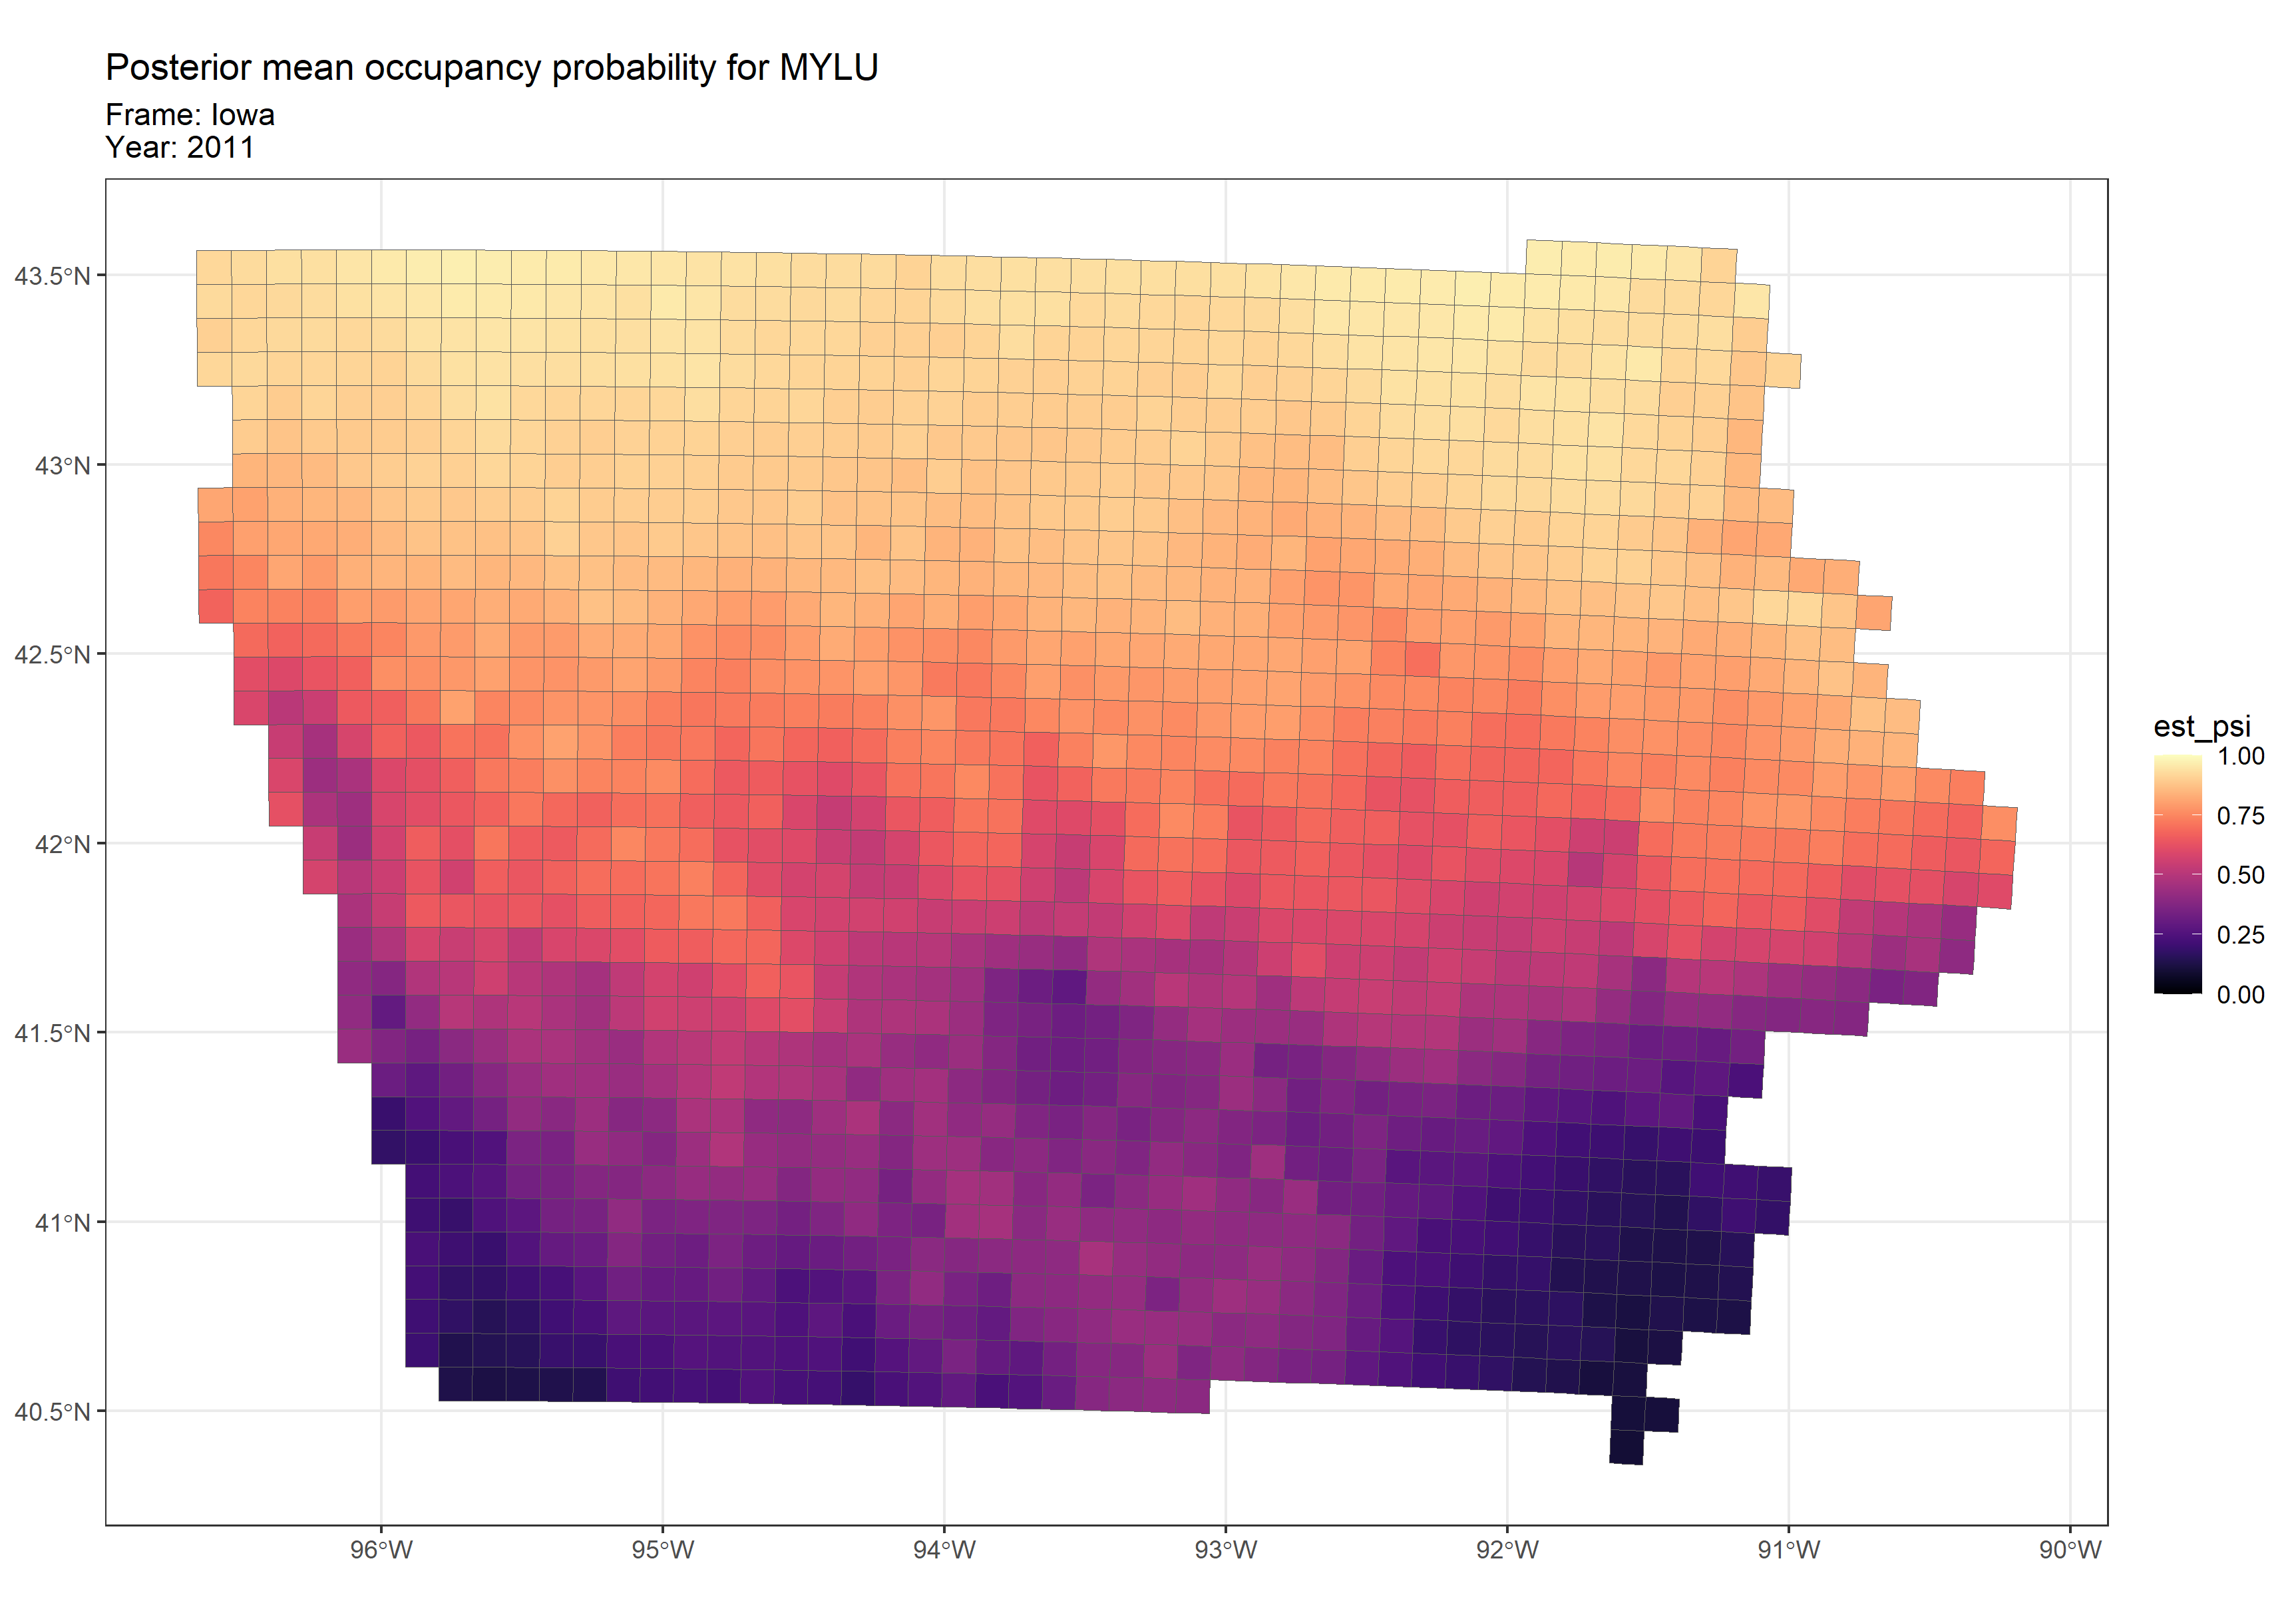 Posterior mean occupancy probability for MYLU
Frame: Iowa
Year: 2011
43.5°N
43°N
42.5°N
42°N
41.5°N
41°N
40.5°N
96°W
95°W
94°W
93°W
92°W
91°W
90°W
est_psi
1.00
0.75
0.50
0.25
0.00